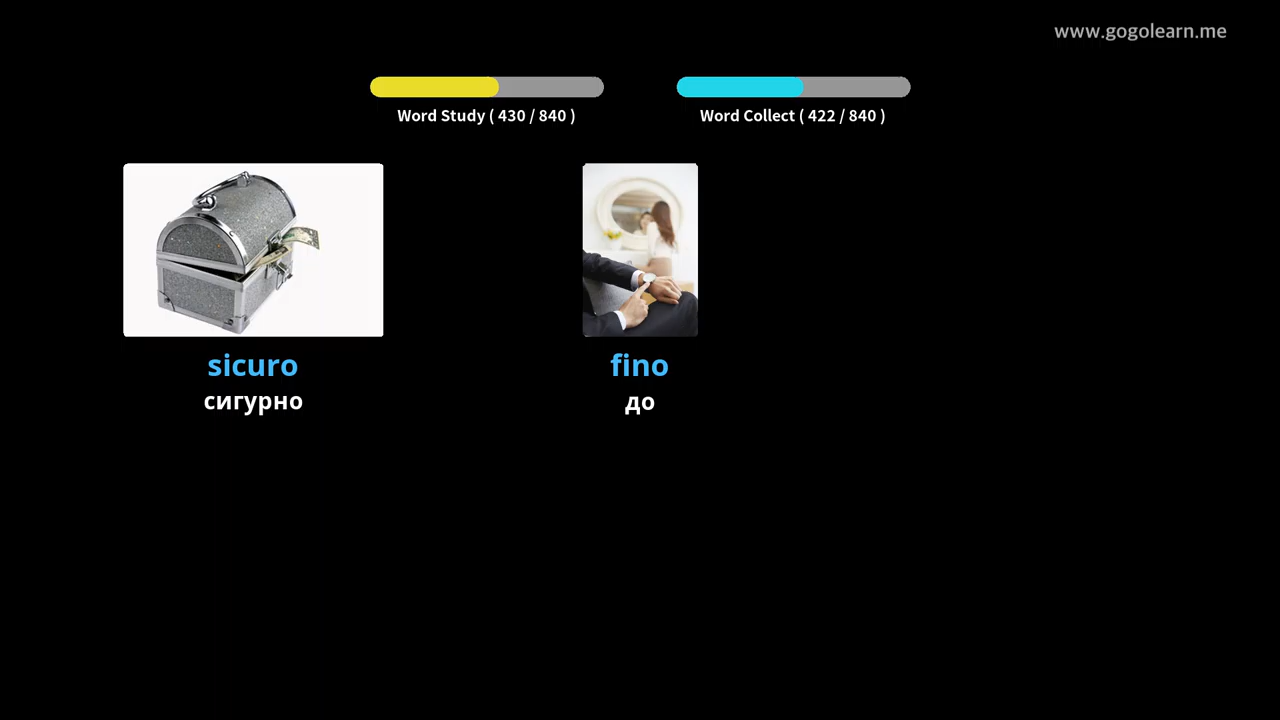 www.gogolearn.me
Word Study ( 430 / 840 )
Word Collect ( 422 / 840 )
sicuro
сигурно
fino
до